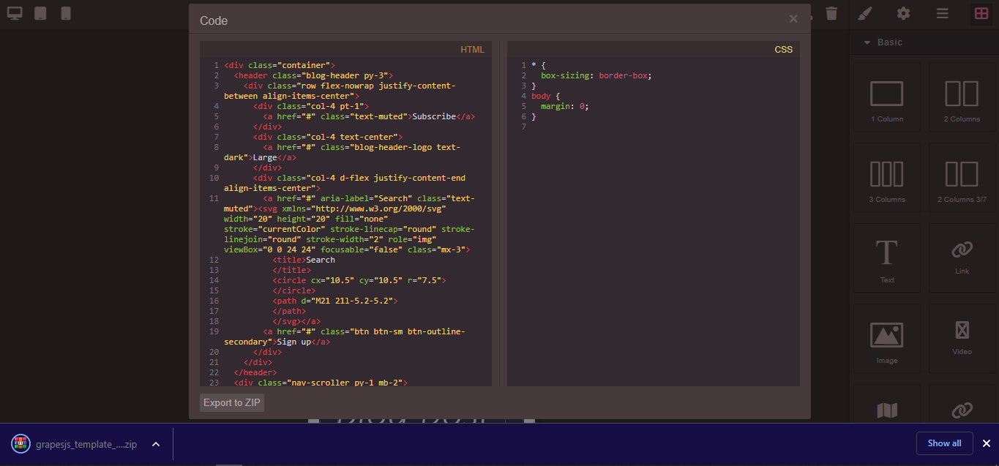 Code
×
HTML
1 <div class="container">
2 <header class="blog-header py-3">
3 <div class="row flex-nowrap justify-content-
between align-items-center">
4 <div class="col-4 pt-1">
5 <a href="#" class="text-muted">Subscribe</a>
6 </div>
7 <div class="col-4 text-center">
8 <a href="#" class="blog-header-logo text-
dark">Large</a>
9 </div>
10 <div class="col-4 d-flex justify-content-end
align-items-center">
11 <a href="#" aria-label="Search" class="text-
muted"><svg xmlns="http://www.w3.org/2000/svg"
width="20" height="20" fill="none"
stroke="currentColor" stroke-linecap="round" stroke-
linejoin="round" stroke-width="2" role="img"
viewBox="0 0 24 24" focusable="false" class="mx-3">
12 <title>Search
13 </title>
14 <circle cx="10.5" cy="10.5" r="7.5">
15 </circle>
16 <path d="M21 21l-5.2-5.2">
17 </path>
18 </svg></a>
19 <a href="#" class="btn btn-sm btn-outline-
secondary">Sign up</a>
20 </div>
21 </div>
22 </header>
23 <div class="nav-scroller py-1 mb-2">
CSS
1 * {
2 box-sizing: border-box;
3 }
4 body {
5 margin: 0;
6 }
7
Export to ZIP
Basic
1 Column
2 Columns
3 Columns
2 Columns 3/7
Text
Link
Image
Video
blog post
grapesjs_template_....zip
Show all